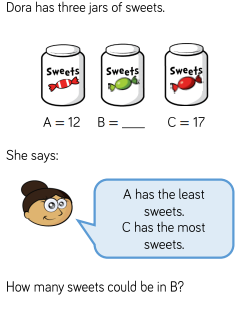 Dora has three jars of sweets.
Sweets Sweets Sweets
A = 12 B = ___ C = 17
She says:
A has the least
sweets.
C has the most
sweets.
How many sweets could be in B?